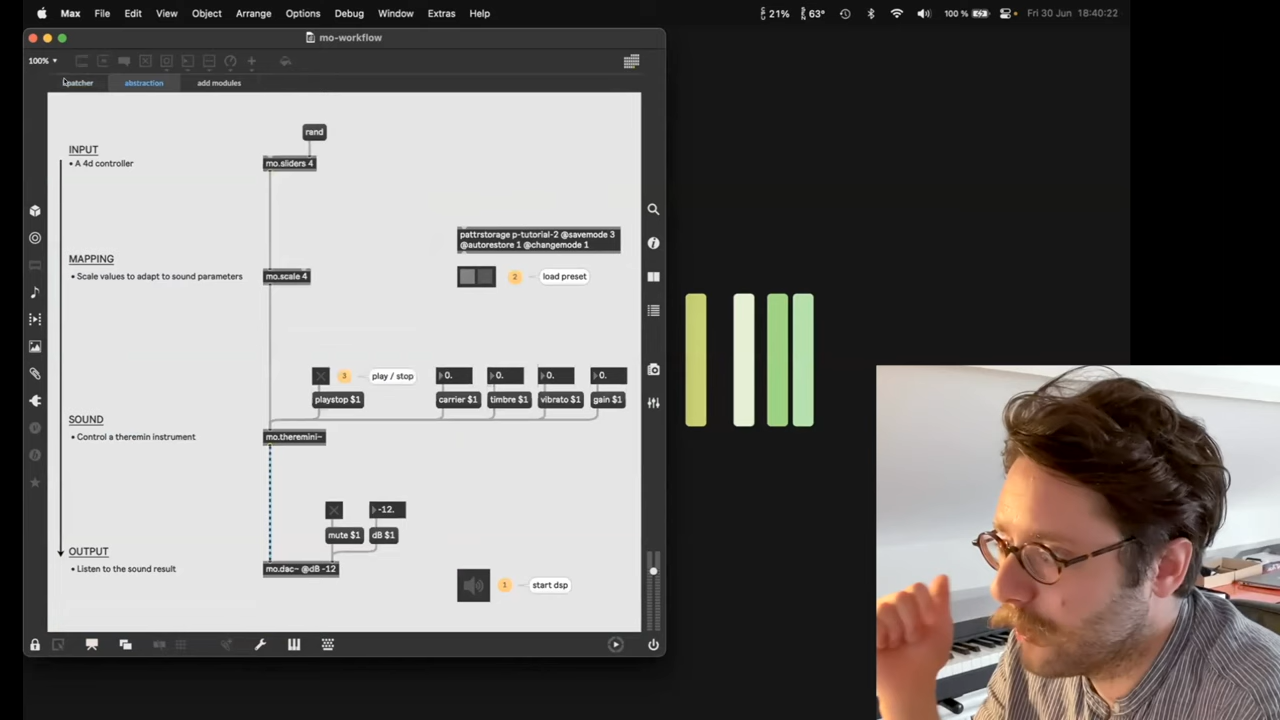 Max File Edit View Object Arrange Options Debug Window Extras Help
21% 63° 100 % Fri 30 Jun 18:40:22
mo-workflow
100%
patcher abstraction add modules
rand
INPUT
• A 4d controller
mo.sliders 4
pattrstorage p-tutorial-2 @savemode 3
@autorestore 1 @changemode 1
MAPPING
• Scale values to adapt to sound parameters
mo.scale 4
2 load preset
3 play / stop
0. 0. 0. 0.
playstop $1 carrier $1 timbre $1 vibrato $1 gain $1
SOUND
• Control a theremin instrument
mo.theremini~
-12.
mute $1 dB $1
OUTPUT
• Listen to the sound result
mo.dac~ @dB -12
1 start dsp